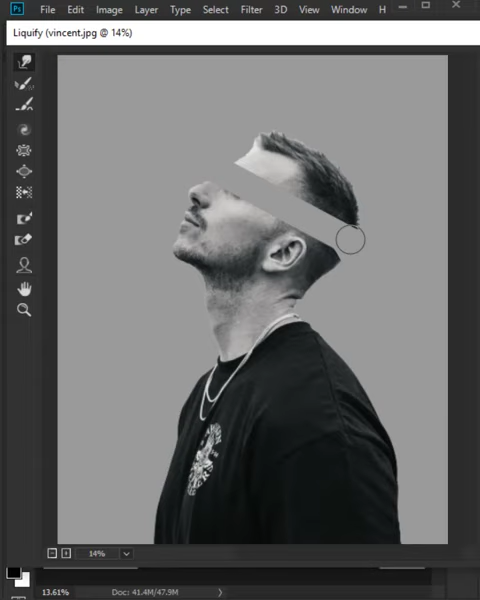 Ps File Edit Image Layer Type Select Filter 3D View Window H
Liquify (vincent.jpg @ 14%)
14%
13.61% Doc: 41.4M/47.9M